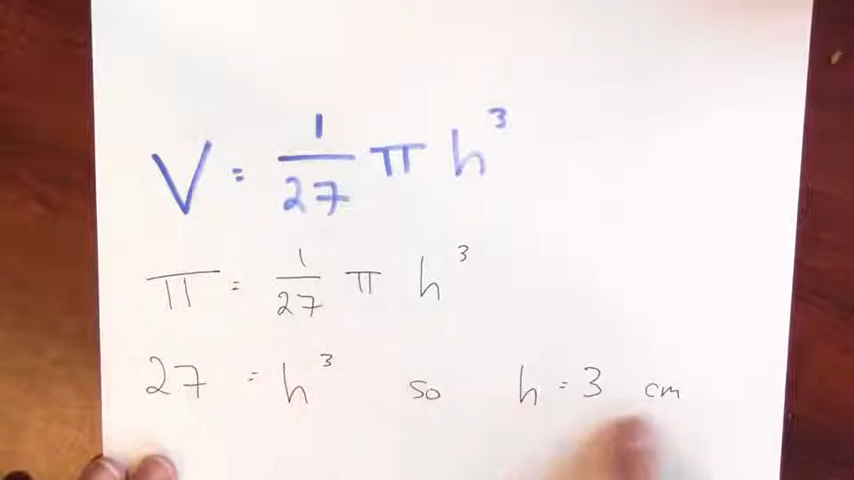 V = 1/27 π h³
π = 1/27 π h³
27 = h³ so h = 3 cm